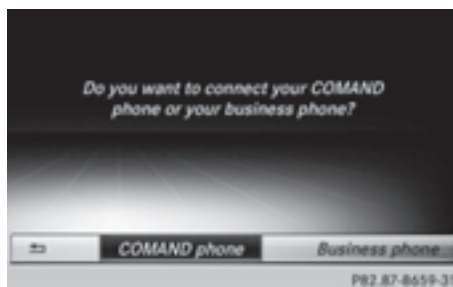 Do you want to connect your COMAND
phone or your business phone?
COMAND phone Business phone
P82.87-8659-31